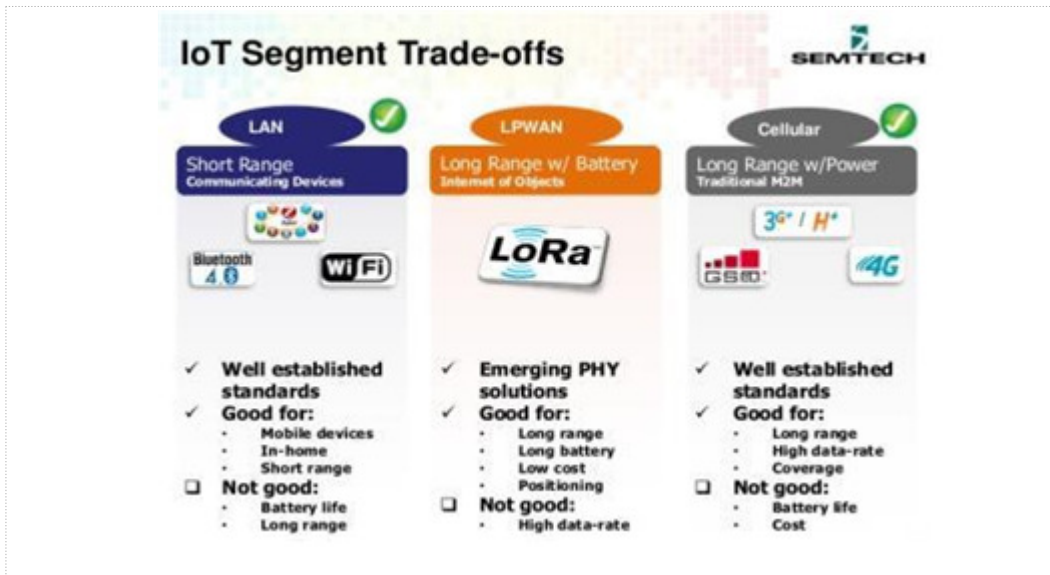 IoT Segment Trade-offs
SEMTECH
LAN
Short Range
Communicating Devices
Bluetooth
4.0
WiFi
✓ Well established
standards
✓ Good for:
· Mobile devices
· In-home
· Short range
❑ Not good:
· Battery life
· Long range
LPWAN
Long Range w/ Battery
Internet of Objects
LoRa™
✓ Emerging PHY
solutions
✓ Good for:
· Long range
· Long battery
· Low cost
· Positioning
❑ Not good:
· High data-rate
Cellular
Long Range w/Power
Traditional M2M
3G+ / H+
GSM
4G
✓ Well established
standards
✓ Good for:
· Long range
· High data-rate
· Coverage
❑ Not good:
· Battery life
· Cost